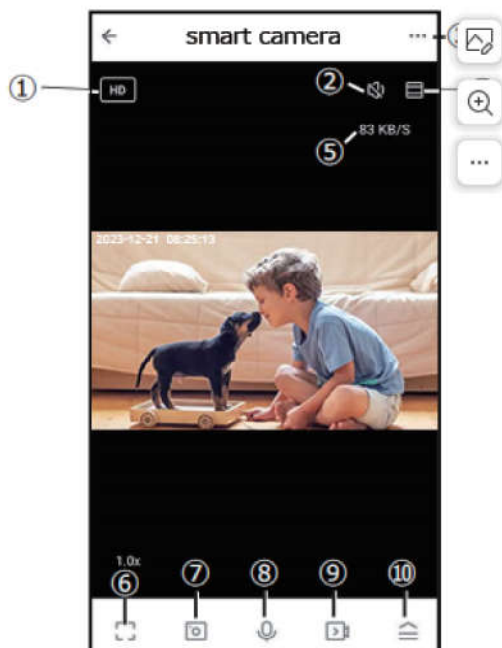 smart camera
①
HD
②
⑤
83 KB/S
2023-12-21 08:25:13
1.0x
⑥ ⑦ ⑧ ⑨ ⑩